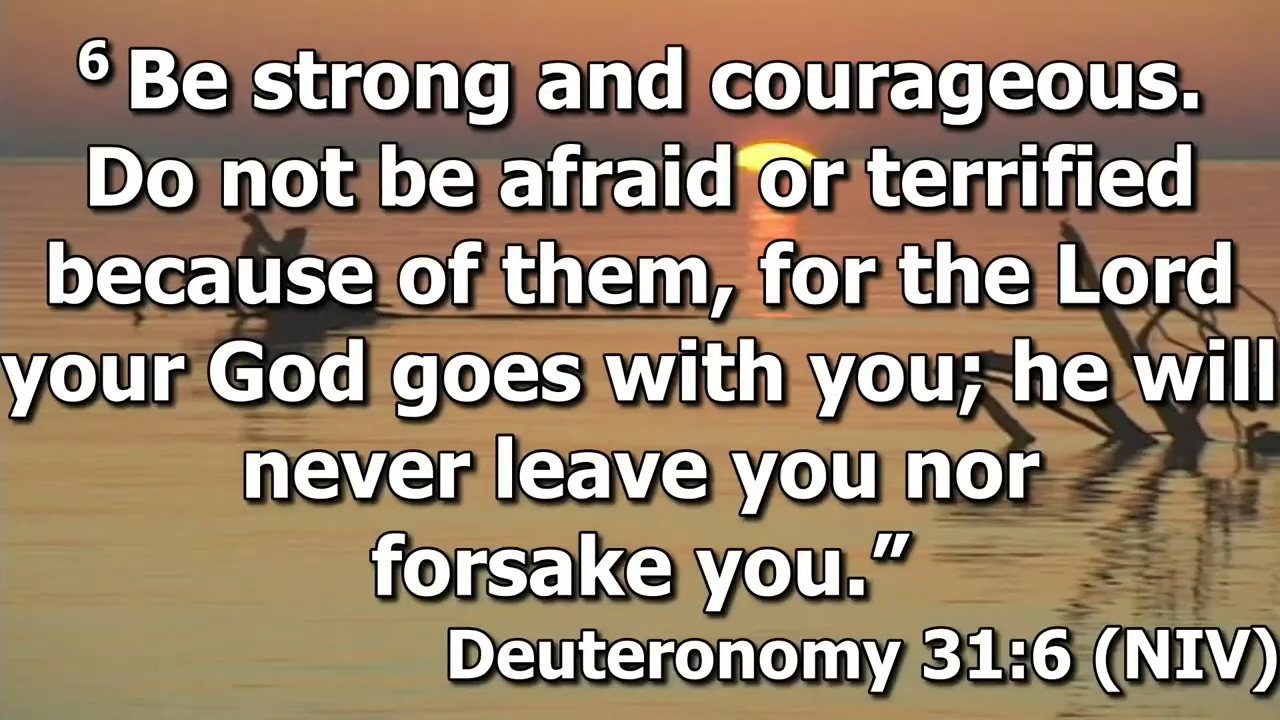 ⁶ Be strong and courageous.
Do not be afraid or terrified
because of them, for the Lord
your God goes with you; he will
never leave you nor
forsake you.”
Deuteronomy 31:6 (NIV)